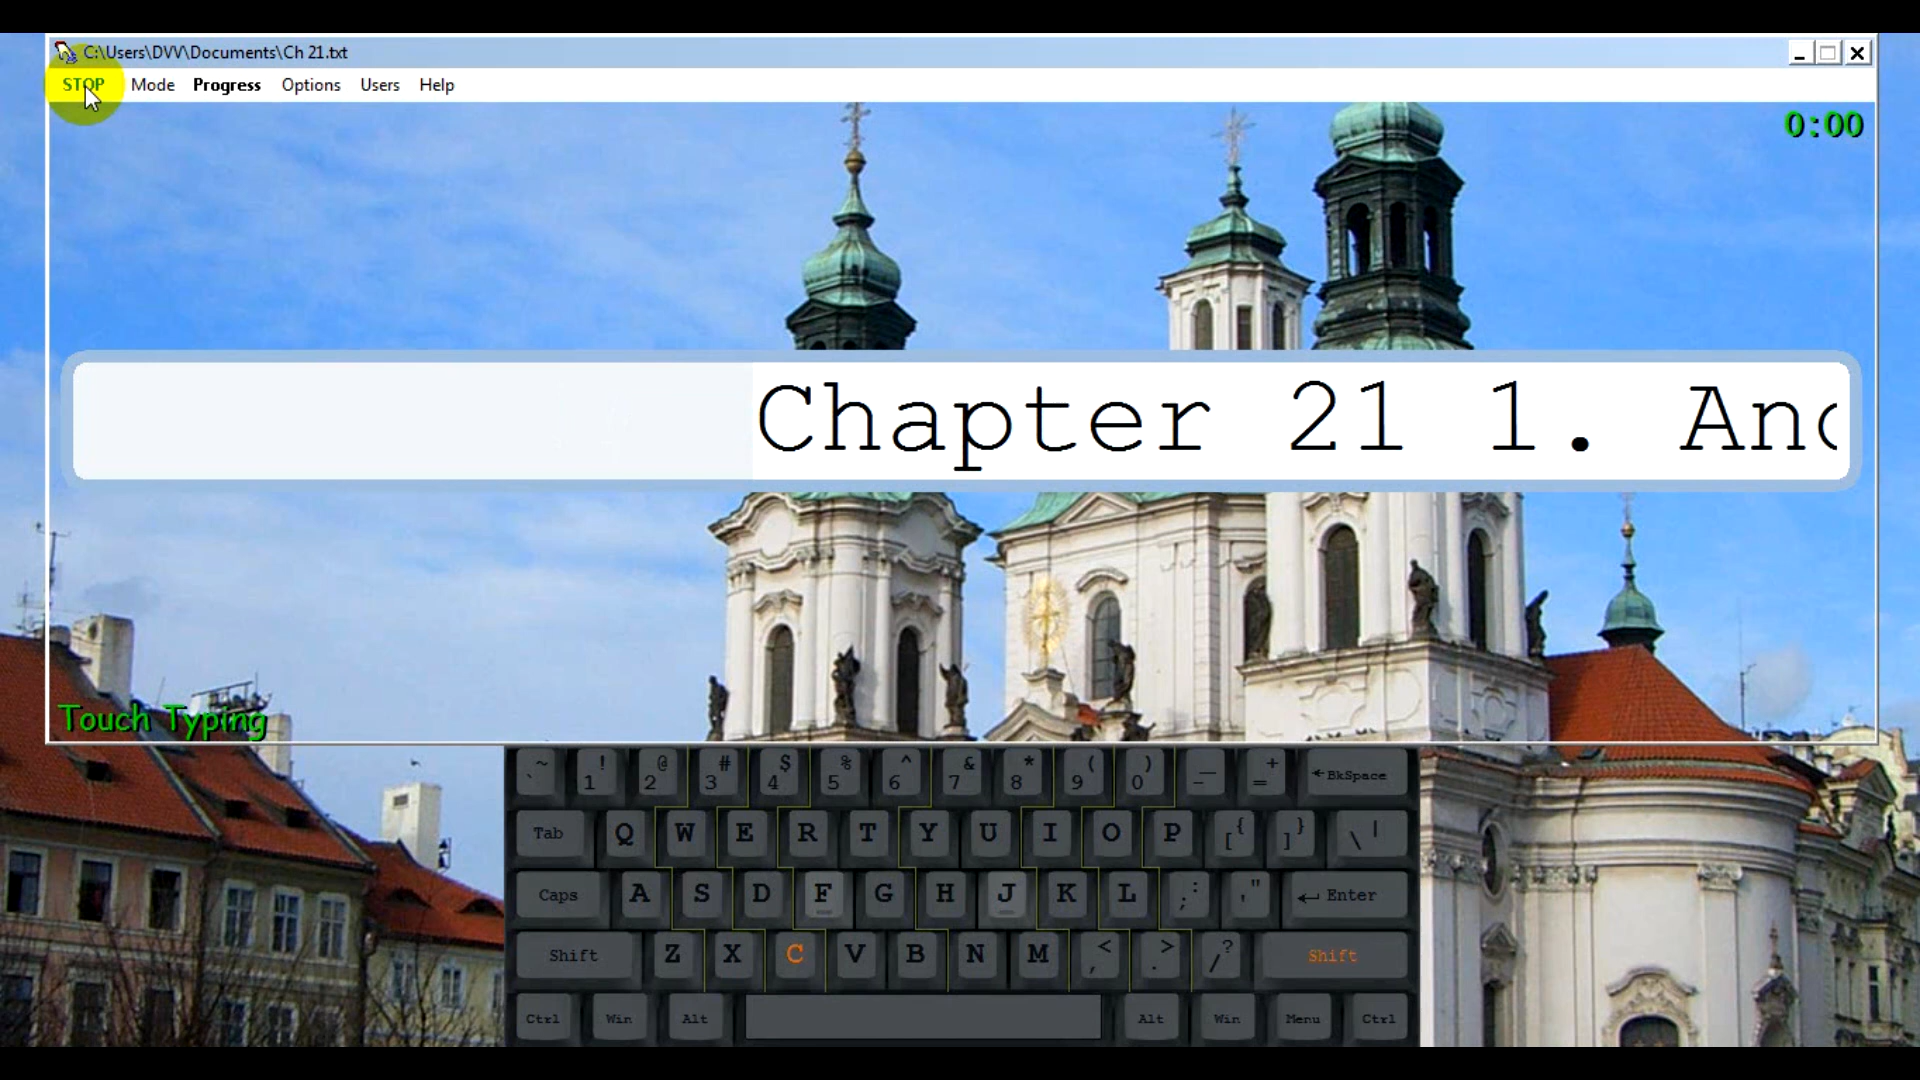 C:\Users\DVV\Documents\Ch 21.txt
STOP Mode Progress Options Users Help
0:00
Chapter 21 1. An
Touch Typing
~ ` ! 1 @ 2 # 3 $ 4 % 5 ^ 6 & 7 * 8 ( 9 ) 0 _ - + = ←BkSpace
Tab Q W E R T Y U I O P { [ } ] | \
Caps A S D F G H J K L : ; " ' ↵ Enter
Shift Z X C V B N M < , > . ? / Shift
Ctrl Win Alt Alt Win Menu Ctrl